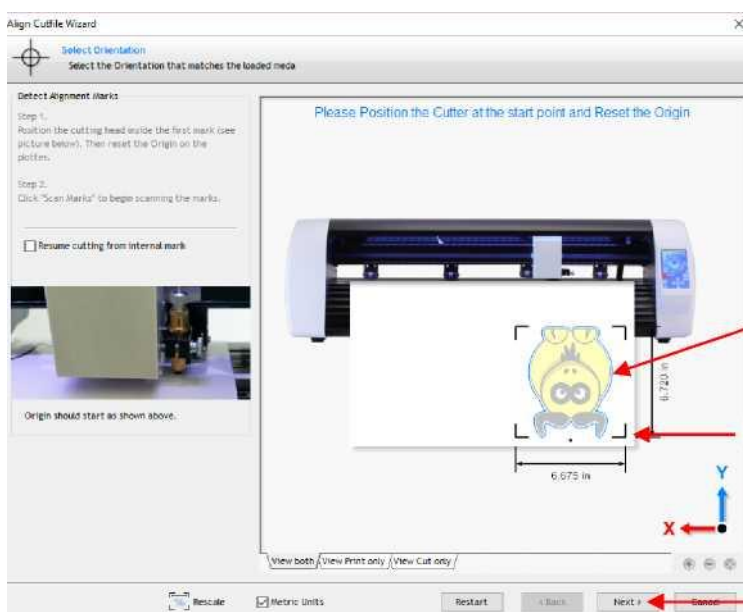 Align Cutfile Wizard
Select Orientation
Select the Orientation that matches the loaded meda
Detect Alignment Marks
Step 1.
Position the cutting head inside the first mark (see
picture below). Then reset the Origin on the
plotter.
Step 2.
Click "Scan Marks" to begin scanning the marks.
Resume cutting from internal mark
Origin should start as shown above.
Please Position the Cutter at the start point and Reset the Origin
6.720 in
6.675 in
Y
X
View both
View Print only
View Cut only
Rescale
Metric Units
Restart
< Back
Next >
Cancel